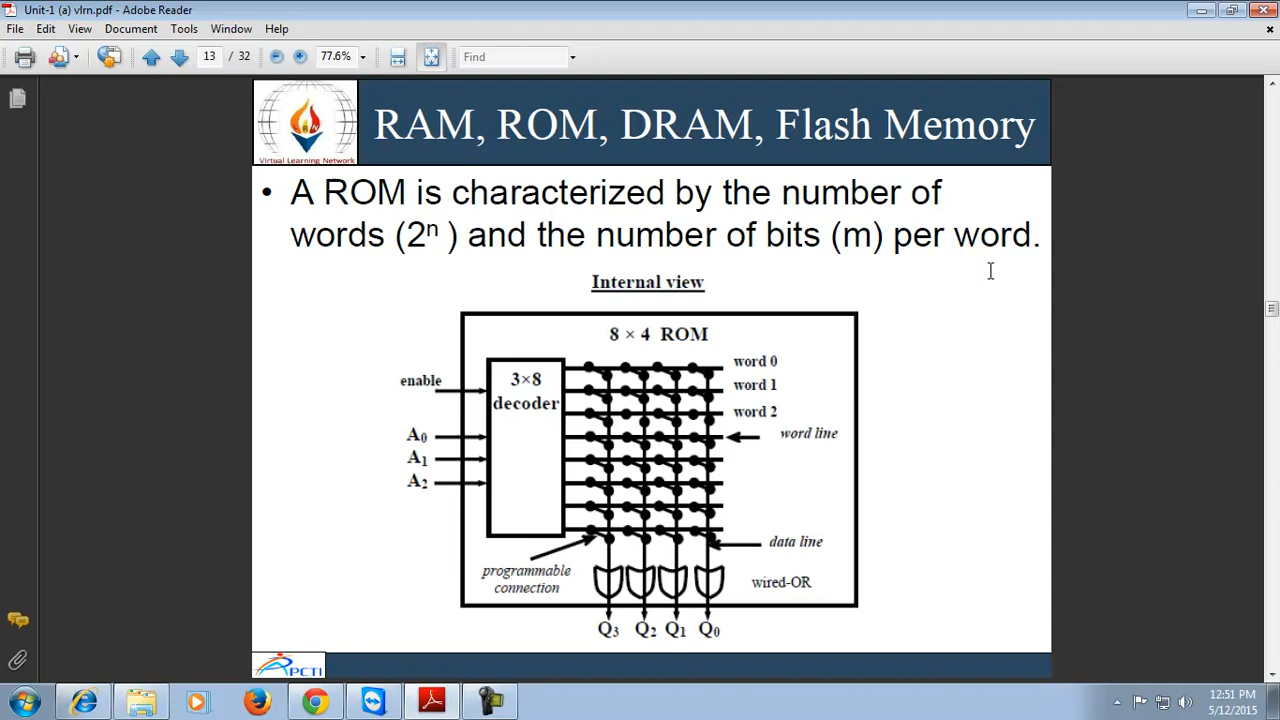 Unit-1 (a) vlrn.pdf - Adobe Reader
File Edit View Document Tools Window Help
13 / 32 77.6% Find
RAM, ROM, DRAM, Flash Memory
Virtual Learning Network
• A ROM is characterized by the number of
words (2ⁿ ) and the number of bits (m) per word.
Internal view
8 × 4 ROM
word 0
enable
3×8
decoder
word 1
word 2
A₀
word line
A₁
A₂
data line
programmable
connection
wired-OR
Q₃ Q₂ Q₁ Q₀
PCTI
12:51 PM
5/12/2015